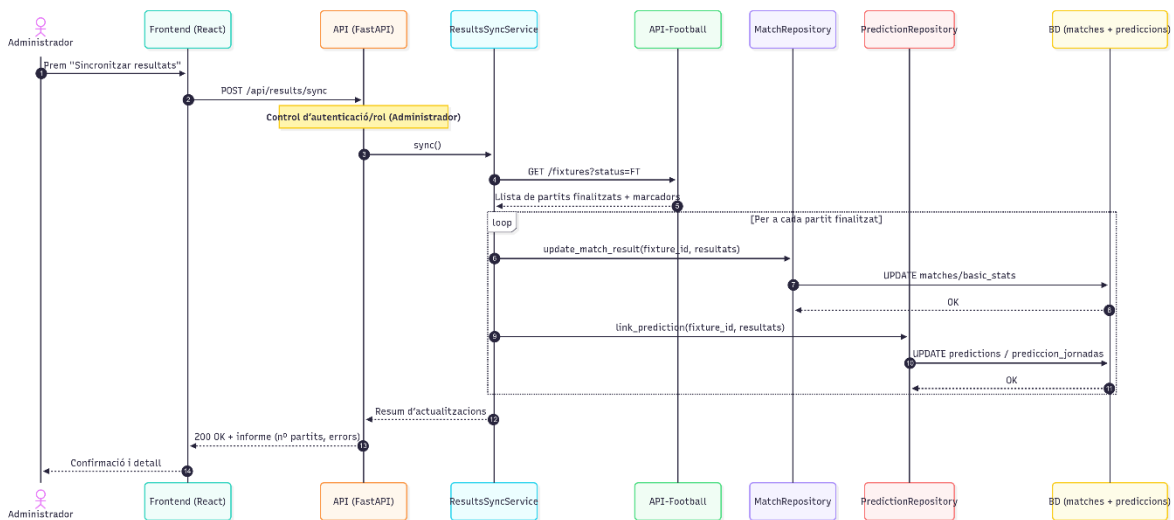 Administrador
Frontend (React)
API (FastAPI)
ResultsSyncService
API-Football
MatchRepository
PredictionRepository
BD (matches + prediccions)
1
Prem "Sincronitzar resultats"
2
POST /api/results/sync
Control d'autenticació/rol (Administrador)
3
sync()
4
GET /fixtures?status=FT
Llista de partits finalitzats + marcadors
5
loop
[Per a cada partit finalitzat]
6
update_match_result(fixture_id, resultats)
7
UPDATE matches/basic_stats
OK
8
9
link_prediction(fixture_id, resultats)
10
UPDATE predictions / prediccion_jornadas
OK
11
Resum d'actualitzacions
12
200 OK + informe (nº partits, errors)
13
Confirmació i detall
14
Administrador
Frontend (React)
API (FastAPI)
ResultsSyncService
API-Football
MatchRepository
PredictionRepository
BD (matches + prediccions)